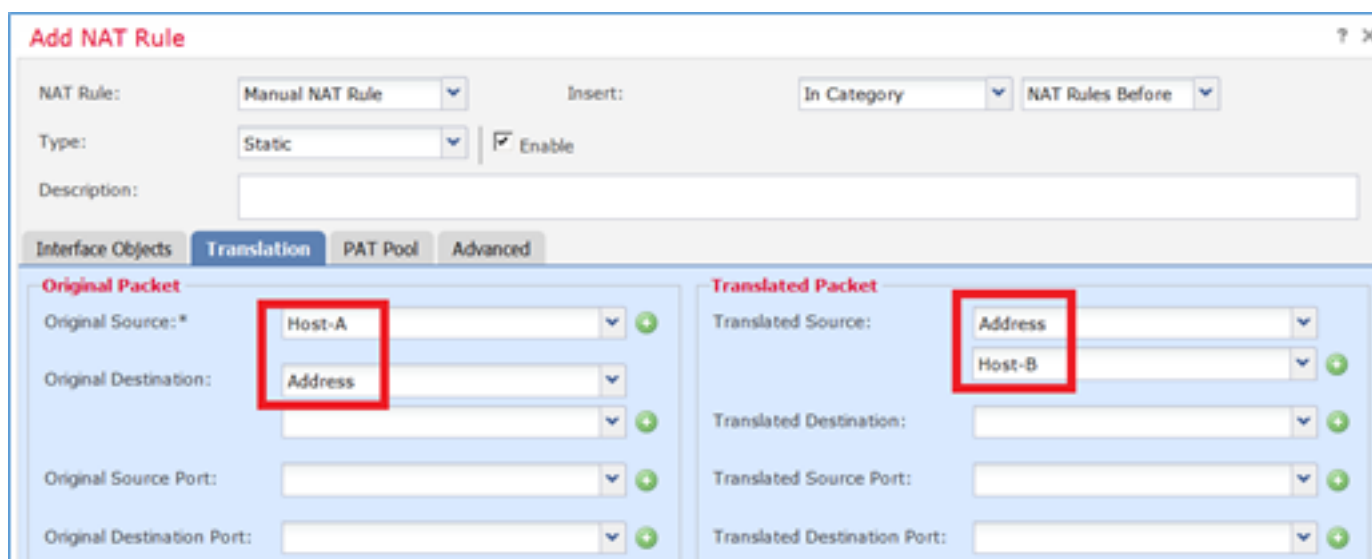 Add NAT Rule ? ×
NAT Rule: Manual NAT Rule Insert: In Category NAT Rules Before
Type: Static Enable
Description:
Interface Objects Translation PAT Pool Advanced
Original Packet Translated Packet
Original Source:* Host-A Translated Source: Address
Host-B
Original Destination: Address
Translated Destination:
Original Source Port: Translated Source Port:
Original Destination Port: Translated Destination Port: